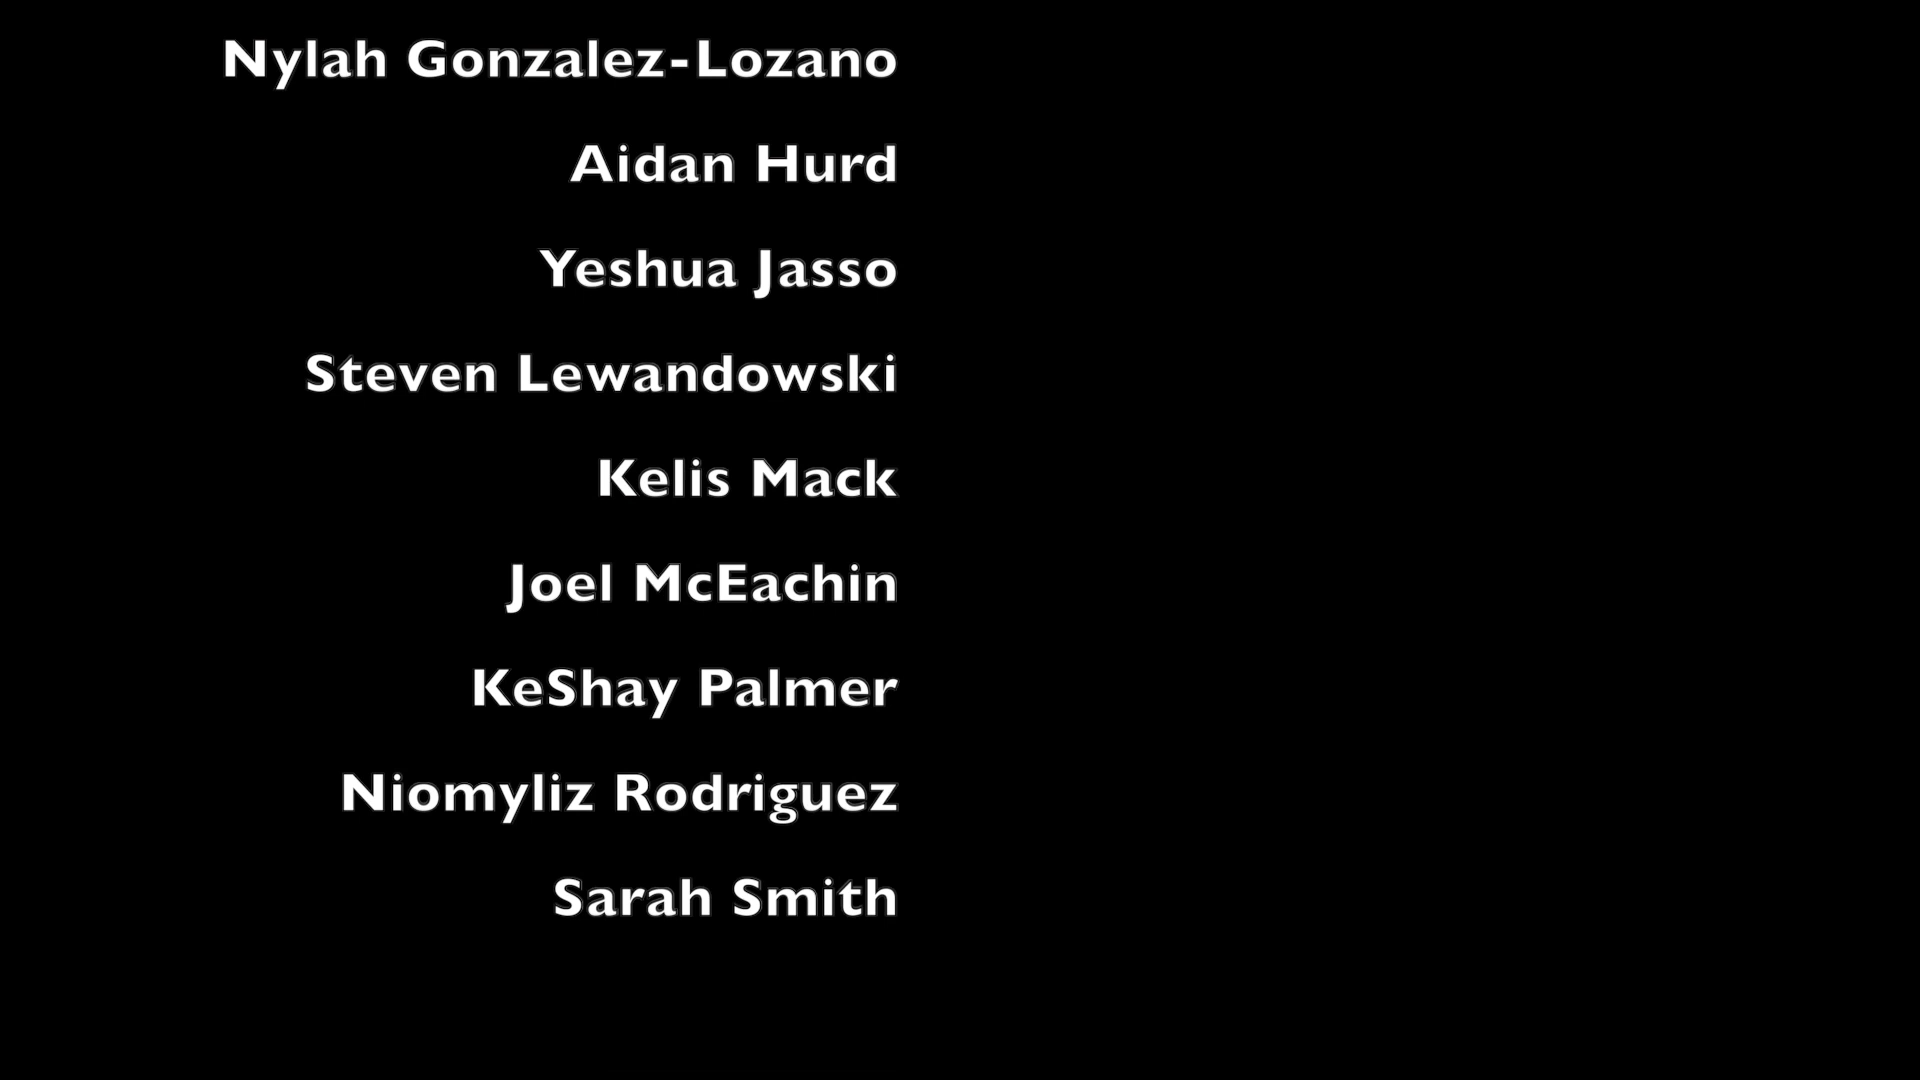 Nylah Gonzalez-Lozano
Aidan Hurd
Yeshua Jasso
Steven Lewandowski
Kelis Mack
Joel McEachin
KeShay Palmer
Niomyliz Rodriguez
Sarah Smith